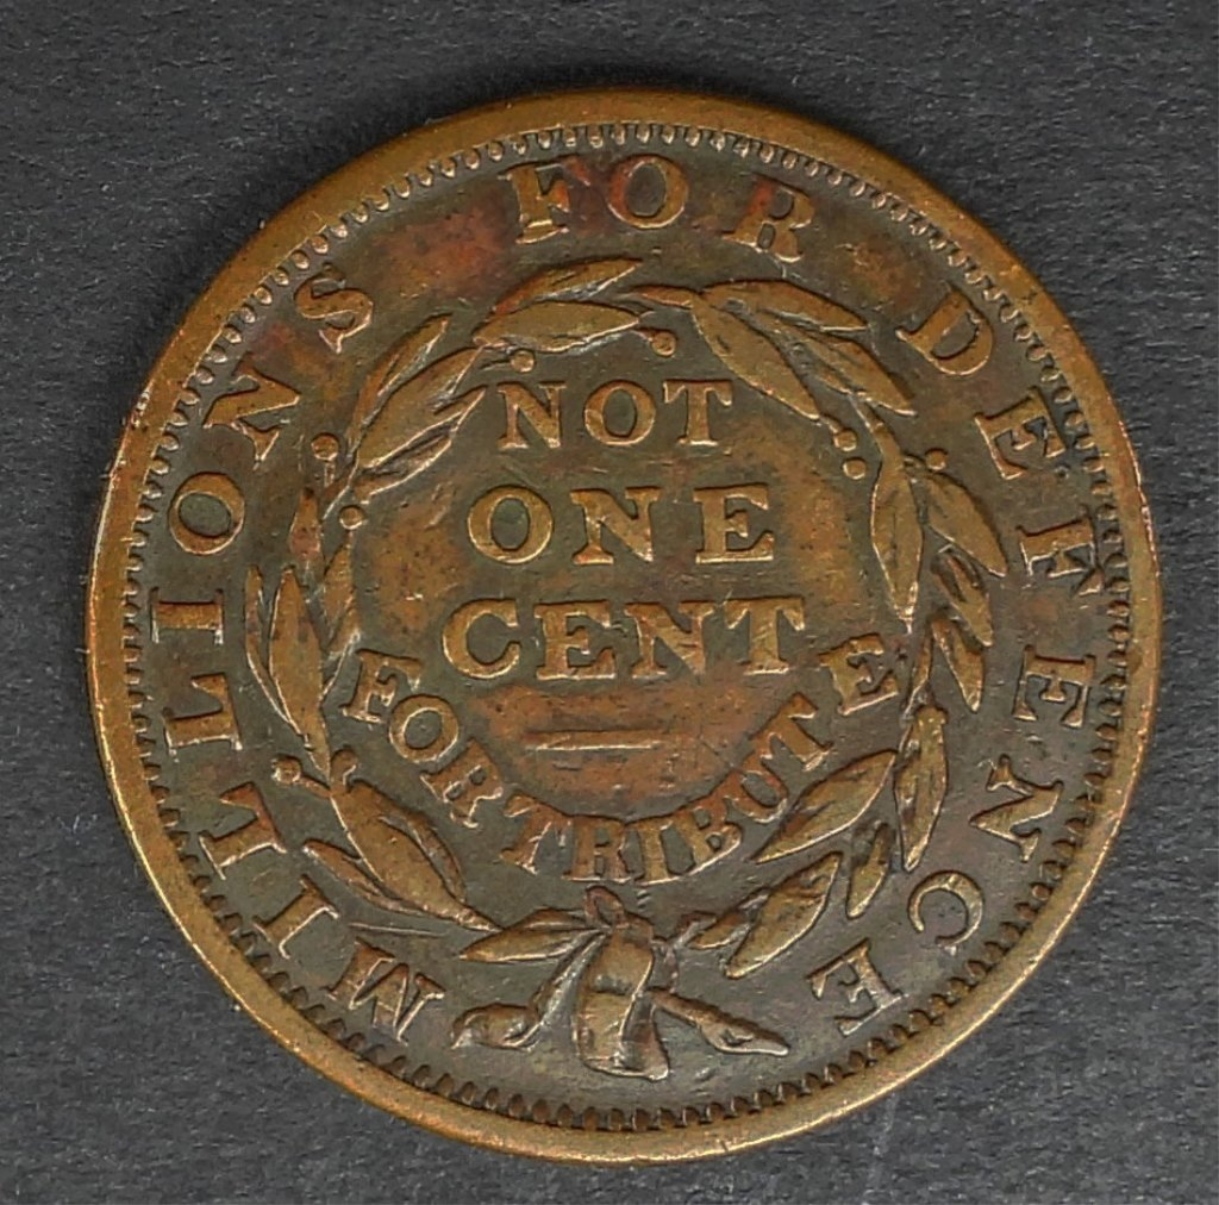 MILLIONS FOR DEFENCE
NOT
ONE
CENT
FOR TRIBUTE